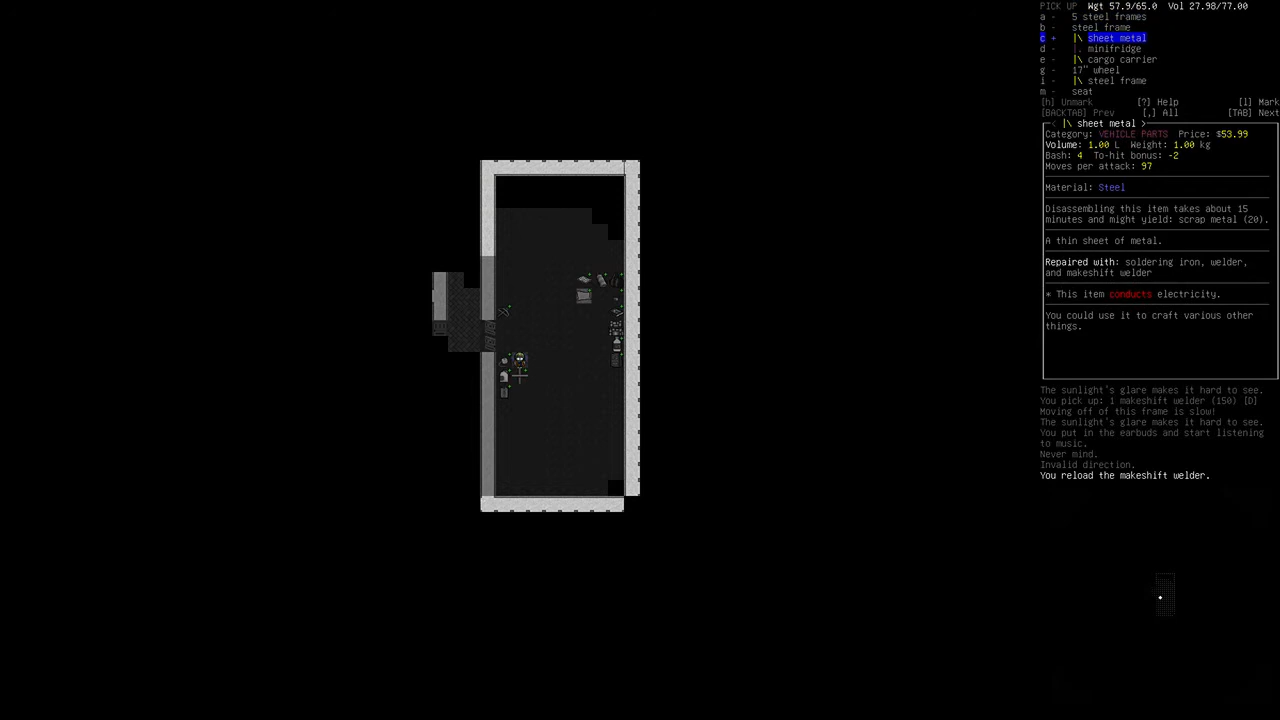 PICK UP  Wgt 57.9/65.0  Vol 27.98/77.00
a -  5 steel frames
b -  steel frame
c +  |\ sheet metal
d -  |. minifridge
e -  |\ cargo carrier
g -  17" wheel
i -  |\ steel frame
m -  seat
[h] Unmark  [?] Help  [l] Mark
[BACKTAB] Prev  [,] All  [TAB] Next
< |\ sheet metal >
Category: VEHICLE PARTS  Price: $53.99
Volume: 1.00 L  Weight: 1.00 kg
Bash: 4  To-hit bonus: -2
Moves per attack: 97
Material: Steel
Disassembling this item takes about 15
minutes and might yield: scrap metal (20).
A thin sheet of metal.
Repaired with: soldering iron, welder,
and makeshift welder
* This item conducts electricity.
You could use it to craft various other
things.
The sunlight's glare makes it hard to see.
You pick up: 1 makeshift welder (150) [D]
Moving off of this frame is slow!
The sunlight's glare makes it hard to see.
You put in the earbuds and start listening
to music.
Never mind.
Invalid direction.
You reload the makeshift welder.